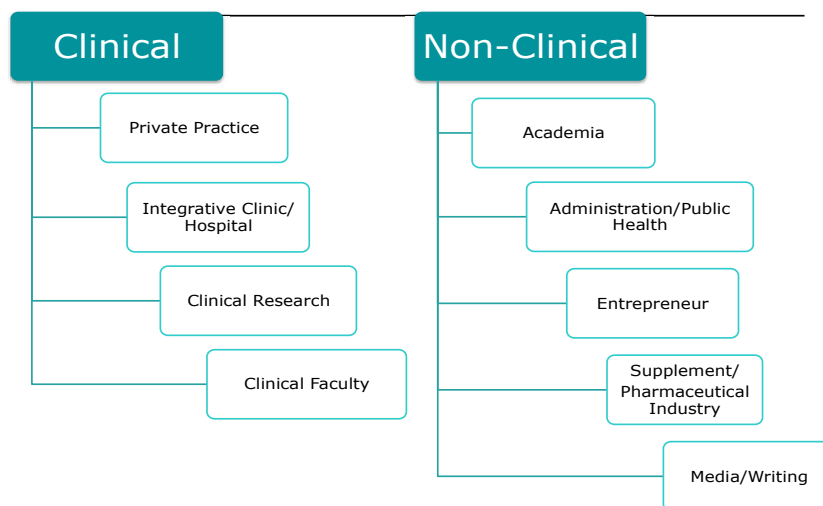 Clinical
Private Practice
Integrative Clinic/
Hospital
Clinical Research
Clinical Faculty
Non-Clinical
Academia
Administration/Public
Health
Entrepreneur
Supplement/
Pharmaceutical
Industry
Media/Writing